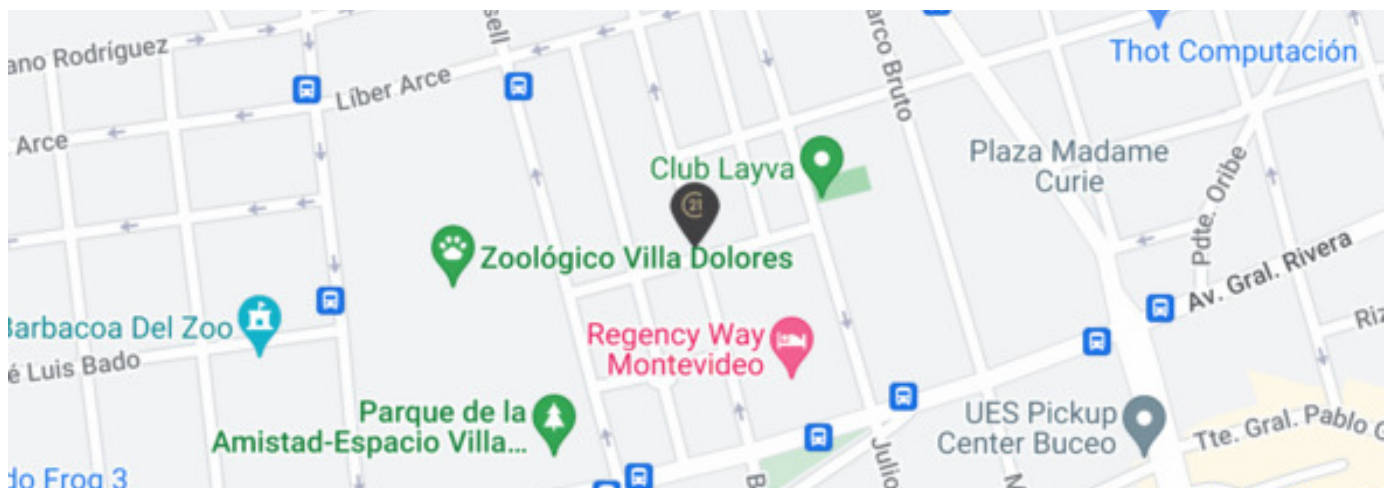 ano Rodríguez
sell
arco Bruto
Thot Computación
Líber Arce
Arce
Club Layva
Plaza Madame
Curie
Pdte. Oribe
21
Zoológico Villa Dolores
Av. Gral. Rivera
Barbacoa Del Zoo
é Luis Bado
Regency Way
Montevideo
Riz
Parque de la
Amistad-Espacio Villa...
UES Pickup
Center Buceo
Tte. Gral. Pablo G
Julio
B
M
do Frog 3